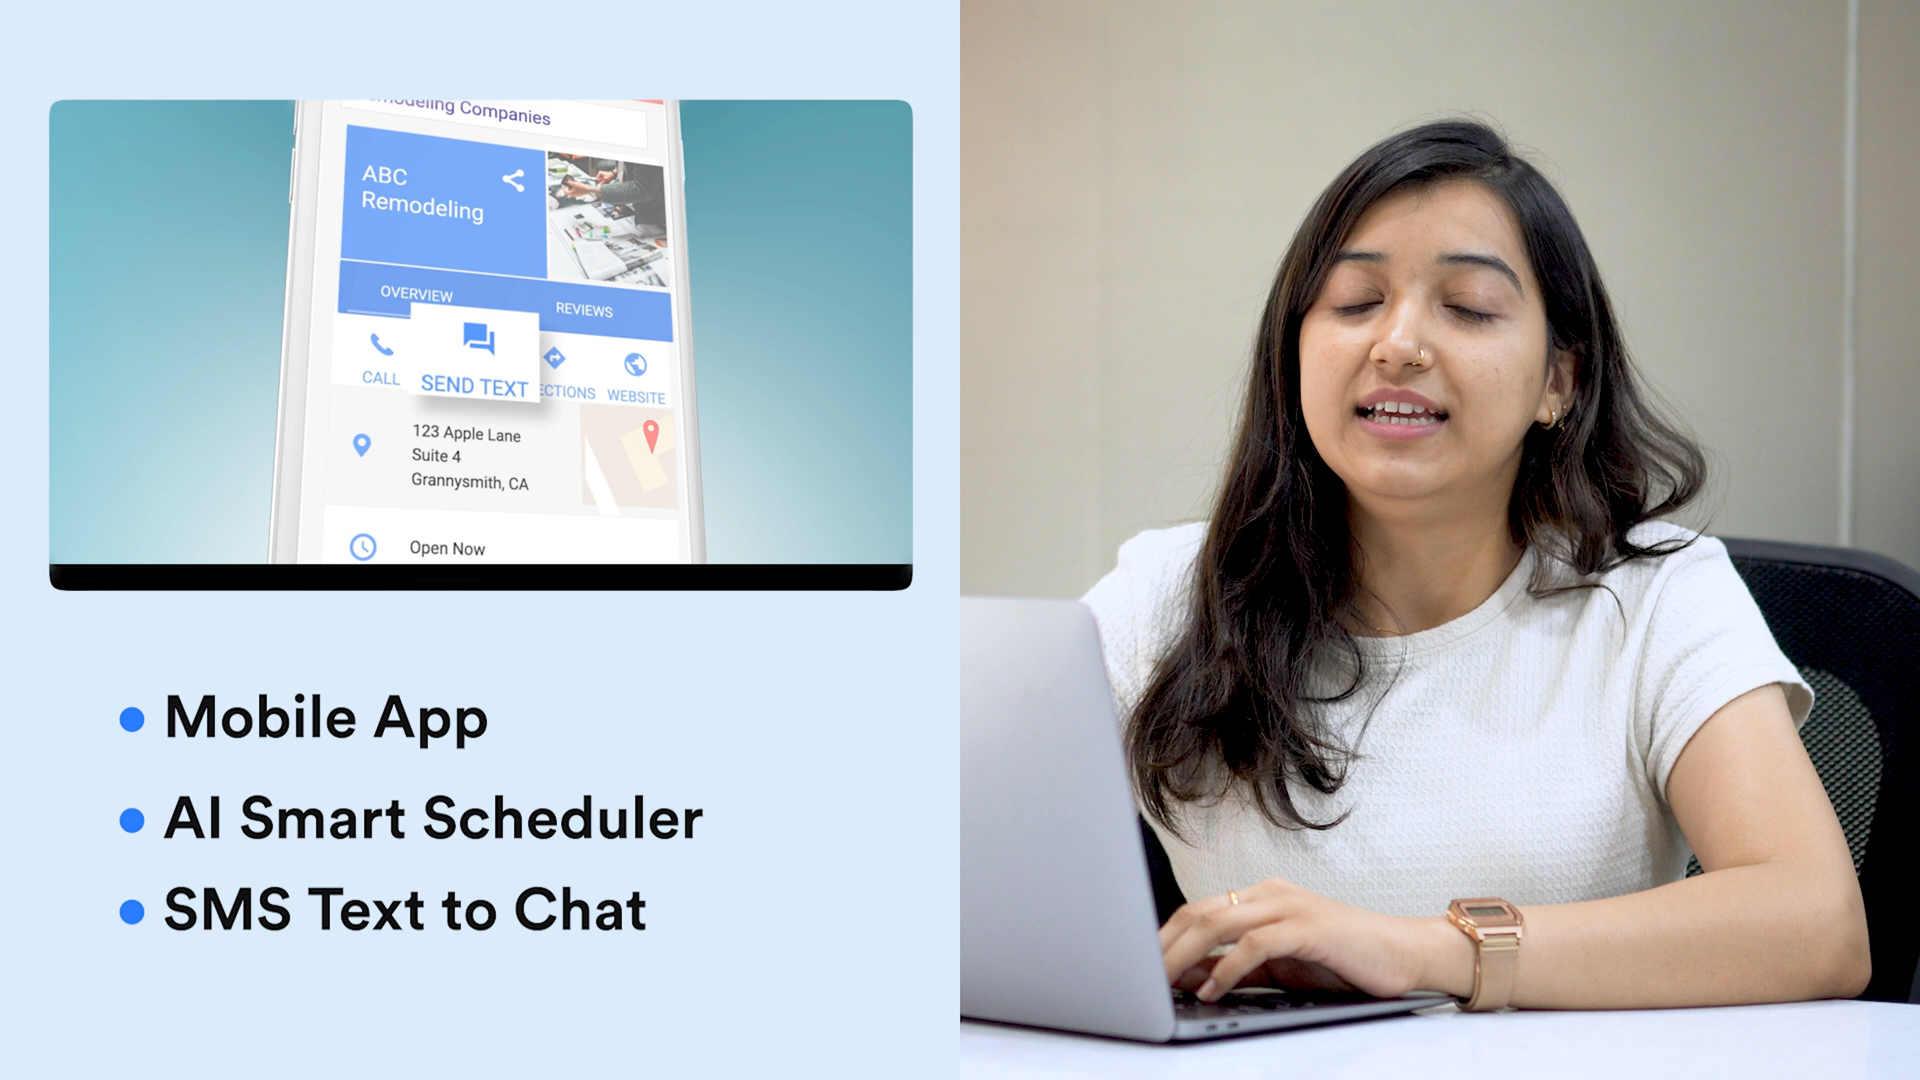 Companies
ABC
Remodeling
OVERVIEW
REVIEWS
CALL
SEND TEXT
WEBSITE
123 Apple Lane
Suite 4
Grannysmith, CA
Open Now
Mobile App
AI Smart Scheduler
SMS Text to Chat